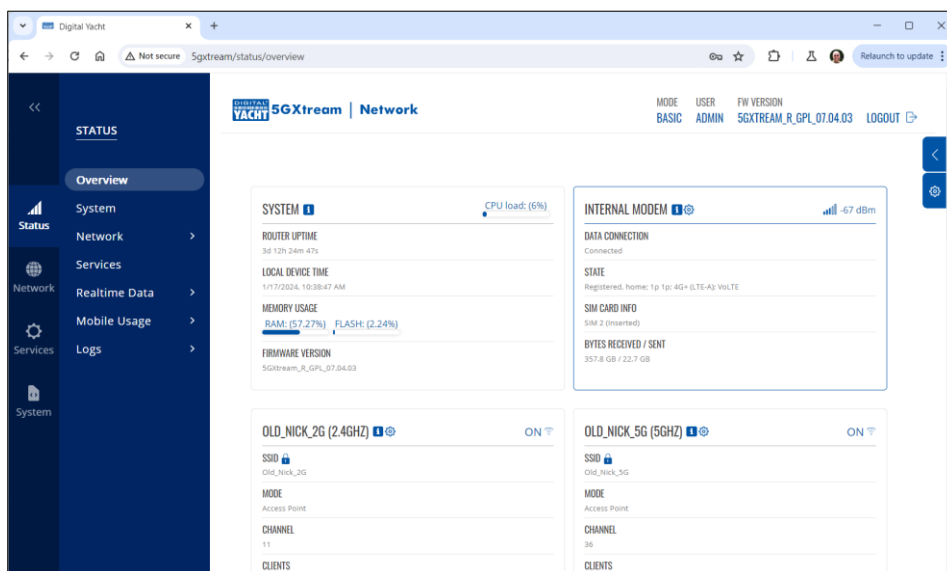 Digital Yacht
Not secure 5gxtream/status/overview
Relaunch to update
DIGITAL YACHT 5GXtream | Network
MODE USER FW VERSION
BASIC ADMIN 5GXTREAM_R_GPL_07.04.03 LOGOUT
STATUS
Overview
System
Network
Services
Realtime Data
Mobile Usage
Logs
Status
Network
Services
System
SYSTEM CPU load: (6%)
ROUTER UPTIME
3d 12h 24m 47s
LOCAL DEVICE TIME
1/17/2024, 10:38:47 AM
MEMORY USAGE
RAM: (57.27%) FLASH: (2.24%)
FIRMWARE VERSION
5GXtream_R_GPL_07.04.03
INTERNAL MODEM -67 dBm
DATA CONNECTION
Connected
STATE
Registered, home; 1p 1p; 4G+ (LTE-A); VoLTE
SIM CARD INFO
SIM 2 (Inserted)
BYTES RECEIVED / SENT
357.8 GB / 22.7 GB
OLD_NICK_2G (2.4GHZ) ON
SSID
Old_Nick_2G
MODE
Access Point
CHANNEL
11
CLIENTS
OLD_NICK_5G (5GHZ) ON
SSID
Old_Nick_5G
MODE
Access Point
CHANNEL
36
CLIENTS